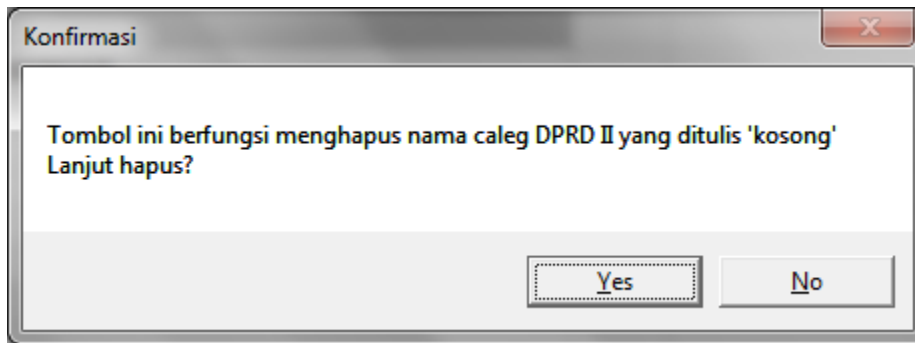 Konfirmasi
Tombol ini berfungsi menghapus nama caleg DPRD II yang ditulis 'kosong'
Lanjut hapus?
Yes
No